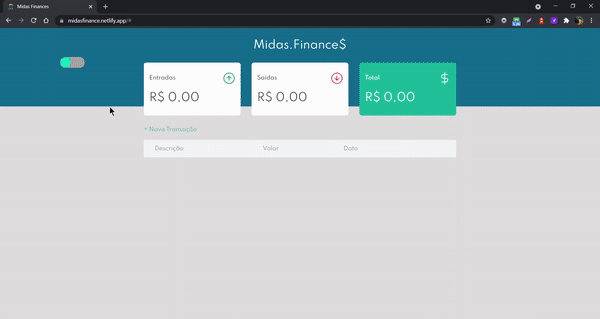 Midas Finances
midasfinance.netlify.app/#
Midas.Finance$
Entradas
R$ 0,00
Saídas
R$ 0,00
Total
$
R$ 0,00
+ Nova Transação
Descrição Valor Data